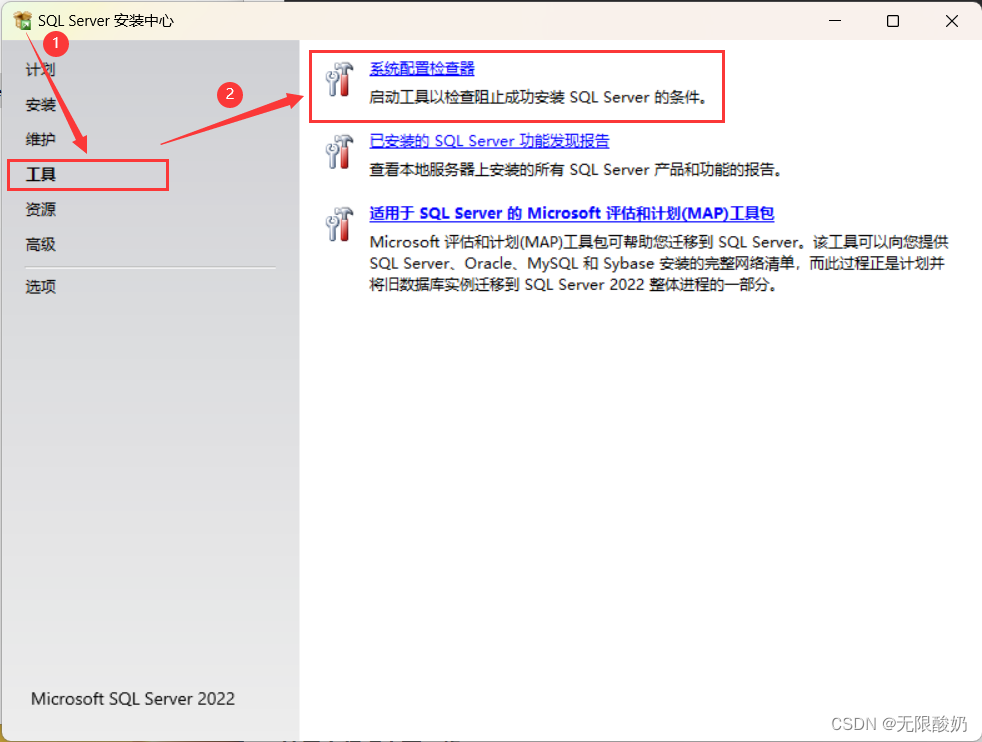 SQL Server 安装中心
1
计划
安装
维护
工具
资源
高级
选项
2
系统配置检查器
启动工具以检查阻止成功安装 SQL Server 的条件。
已安装的 SQL Server 功能发现报告
查看本地服务器上安装的所有 SQL Server 产品和功能的报告。
适用于 SQL Server 的 Microsoft 评估和计划(MAP)工具包
Microsoft 评估和计划(MAP)工具包可帮助您迁移到 SQL Server。该工具可以向您提供
SQL Server、Oracle、MySQL 和 Sybase 安装的完整网络清单，而此过程正是计划并
将旧数据库实例迁移到 SQL Server 2022 整体进程的一部分。
Microsoft SQL Server 2022
CSDN @无限酸奶